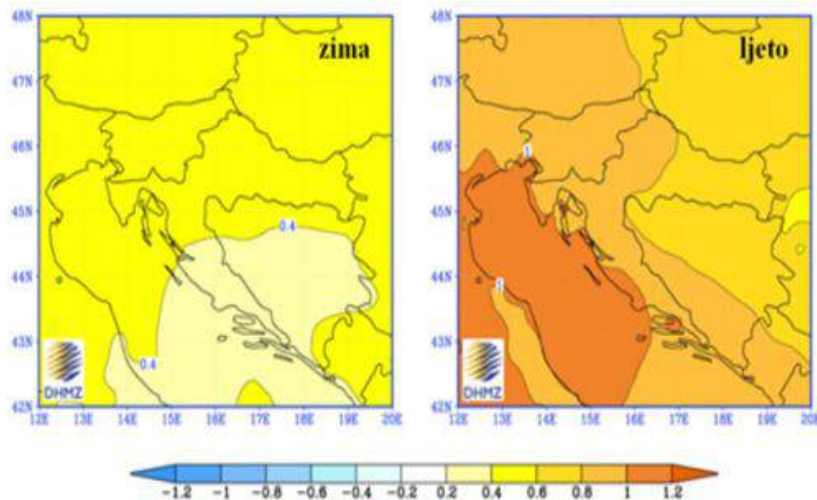 48N
47N
46N
45N
44N
43N
42N
zima
0.4
0.4
DHMZ
12E 13E 14E 15E 16E 17E 18E 19E 20E
48N
47N
46N
45N
44N
43N
42N
ljeto
1
1
DHMZ
12E 13E 14E 15E 16E 17E 18E 19E 20E
-1.2 -1 -0.8 -0.6 -0.4 -0.2 0.2 0.4 0.6 0.8 1 1.2